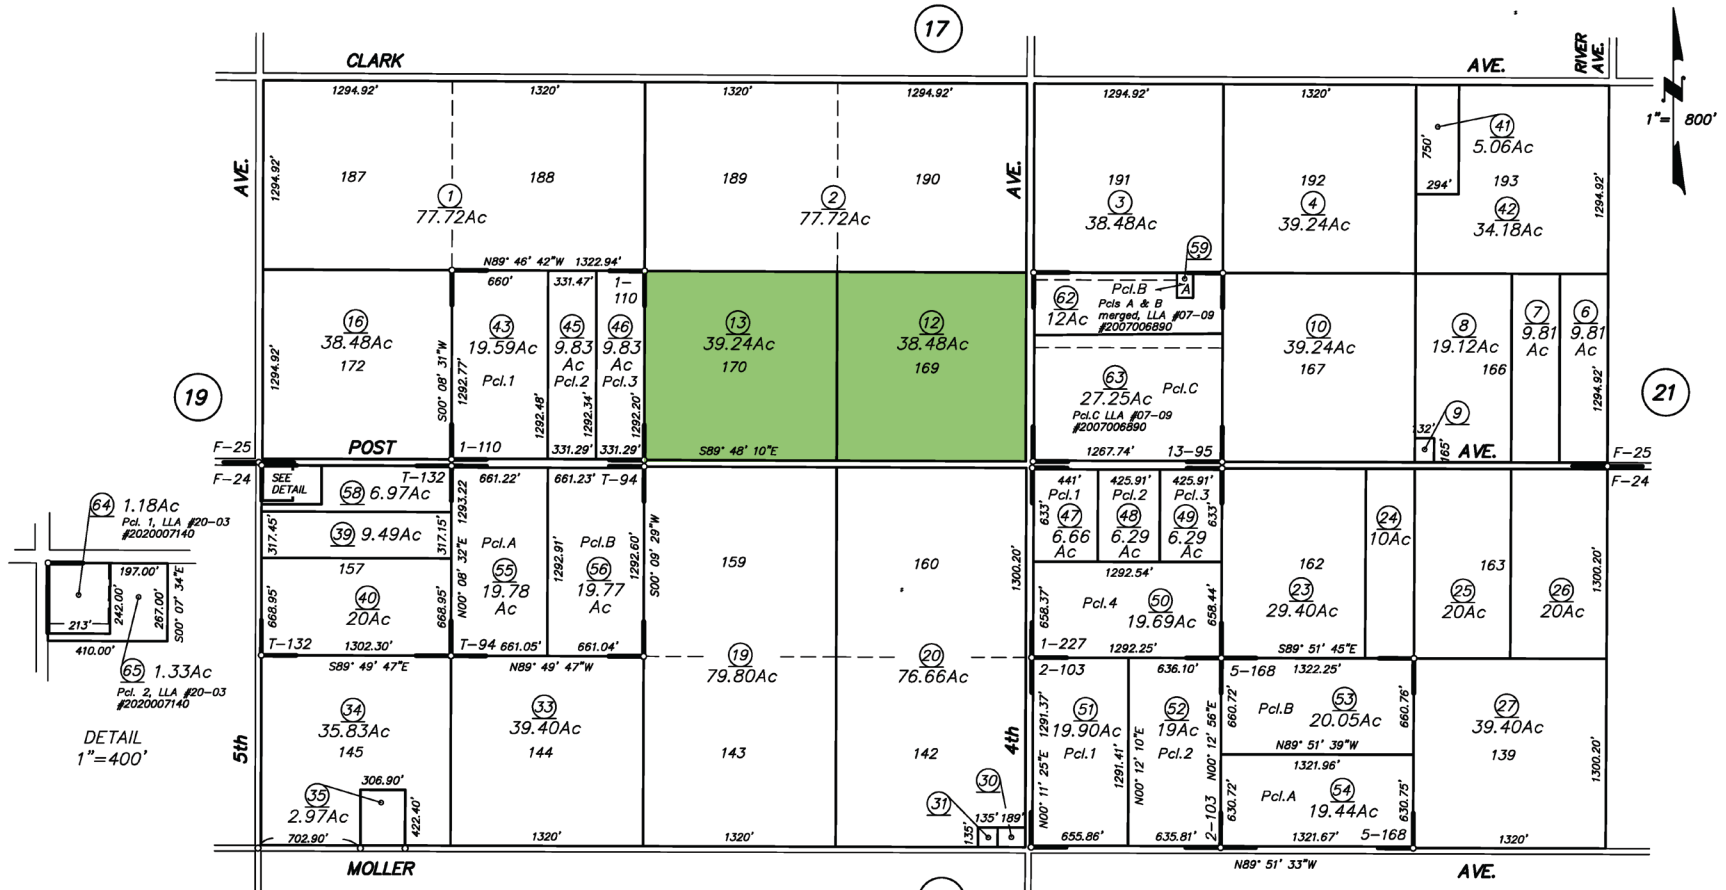 17
CLARK
AVE.
RIVER
AVE.
1"= 800'
1294.92'
1320'
1320'
1294.92'
1294.92'
1320'
AVE.
1294.92'
187
188
189
190
AVE.
191
192
193
750'
294'
41
5.06Ac
1294.92'
1
77.72Ac
2
77.72Ac
3
38.48Ac
4
39.24Ac
42
34.18Ac
59
N89° 46' 42"W 1322.94'
660'
331.47'
1-
110
16
38.48Ac
172
1294.92'
S00° 08' 31"W
1292.77'
43
19.59Ac
Pcl.1
1292.48'
45
9.83
Ac
Pcl.2
1292.34'
46
9.83
Ac
Pcl.3
1292.20'
13
39.24Ac
170
12
38.48Ac
169
62
12Ac
Pcl.B
A
Pcls A & B
merged, LLA #07-09
#2007006890
63
27.25Ac
Pcl.C
Pcl.C LLA #07-09
#2007006890
10
39.24Ac
167
8
19.12Ac
166
7
9.81
Ac
6
9.81
Ac
1294.92'
9
132'
165'
19
21
F-25
POST
1-110
331.29'
331.29'
S89° 48' 10"E
1267.74'
13-95
AVE.
F-25
F-24
SEE
DETAIL
58 6.97Ac
T-132
661.22'
661.23'
T-94
441'
425.91'
425.91'
F-24
64 1.18Ac
Pcl. 1, LLA #20-03
#2020007140
317.45'
39 9.49Ac
317.15'
157
40
20Ac
668.95'
668.95'
T-132
1302.30'
1293.22
N00° 08' 32"E
Pcl.A
55
19.78
Ac
1292.91'
Pcl.B
56
19.77
Ac
1292.60'
S00° 09' 29"W
T-94 661.05'
661.04'
159
160
1300.20'
633'
Pcl.1
47
6.66
Ac
Pcl.2
48
6.29
Ac
Pcl.3
49
6.29
Ac
633'
1292.54'
658.37'
Pcl.4
50
19.69Ac
658.44'
1-227
1292.25'
162
23
29.40Ac
24
10Ac
163
25
20Ac
26
20Ac
1300.20'
S89° 51' 45"E
197.00'
213'
242.00'
267.00'
S00° 07' 34"E
410.00'
65 1.33Ac
Pcl. 2, LLA #20-03
#2020007140
DETAIL
1"=400'
S89° 49' 47"E
N89° 49' 47"W
34
35.83Ac
145
33
39.40Ac
144
19
79.80Ac
143
20
76.66Ac
142
5th
4th
2-103
636.10'
5-168
1322.25'
1291.37'
N00° 11' 25"E
51
19.90Ac
Pcl.1
1291.41'
N00° 12' 10"E
52
19Ac
Pcl.2
N00° 12' 56"E
2-103
660.72'
Pcl.B
53
20.05Ac
660.76'
N89° 51' 39"W
1321.96'
630.72'
Pcl.A
54
19.44Ac
630.75'
27
39.40Ac
139
1300.20'
35
2.97Ac
306.90'
422.40'
702.90'
1320'
1320'
31
30
135'
135' 189'
655.86'
635.81'
1321.67'
5-168
1320'
MOLLER
N89° 51' 33"W
AVE.